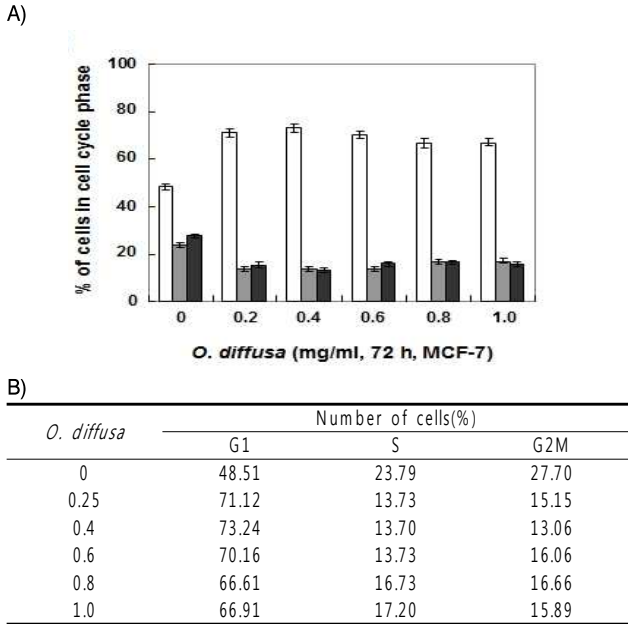 A)
% of cells in cell cycle phase
100
80
60
40
20
0
0 0.2 0.4 0.6 0.8 1.0
O. diffusa (mg/ml, 72 h, MCF-7)
B)
O. diffusa Number of cells(%)
G1 S G2M
0 48.51 23.79 27.70
0.25 71.12 13.73 15.15
0.4 73.24 13.70 13.06
0.6 70.16 13.73 16.06
0.8 66.61 16.73 16.66
1.0 66.91 17.20 15.89